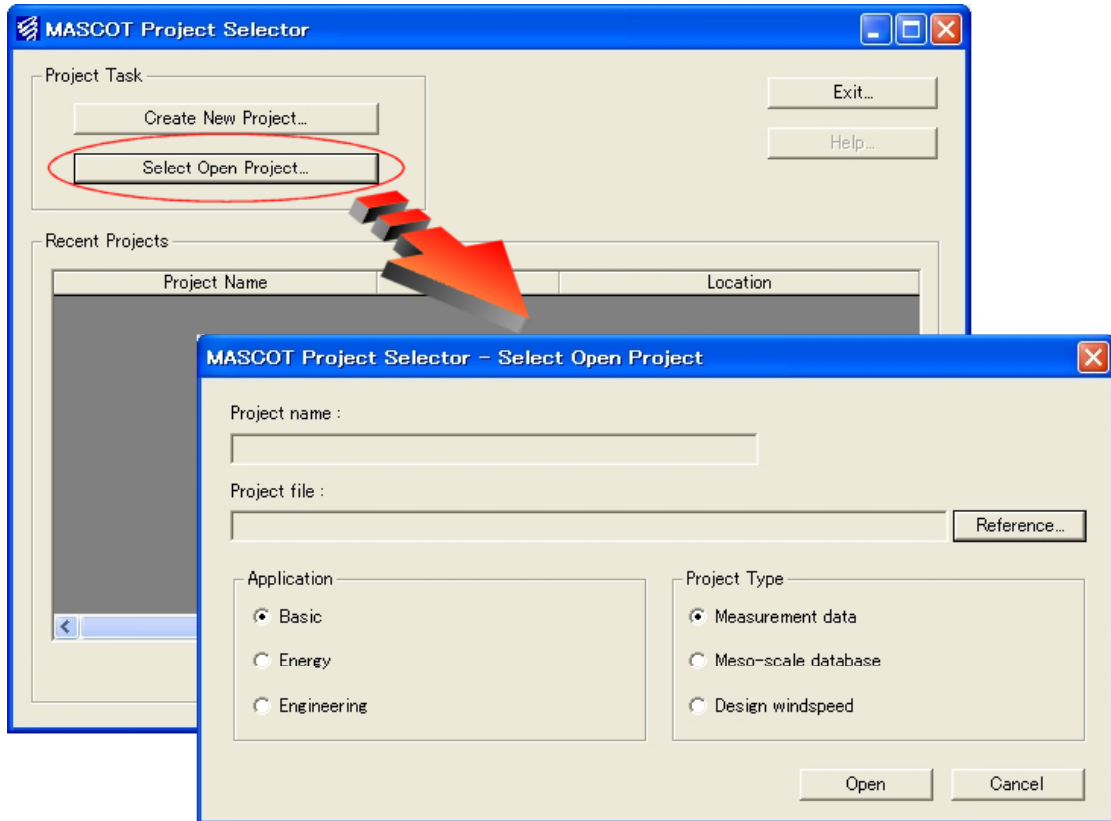 MASCOT Project Selector
Project Task
Create New Project...
Select Open Project...
Exit...
Help...
Recent Projects
Project Name
Location
MASCOT Project Selector - Select Open Project
Project name :
Project file :
Reference...
Application
Basic
Energy
Engineering
Project Type
Measurement data
Meso-scale database
Design windspeed
Open
Cancel